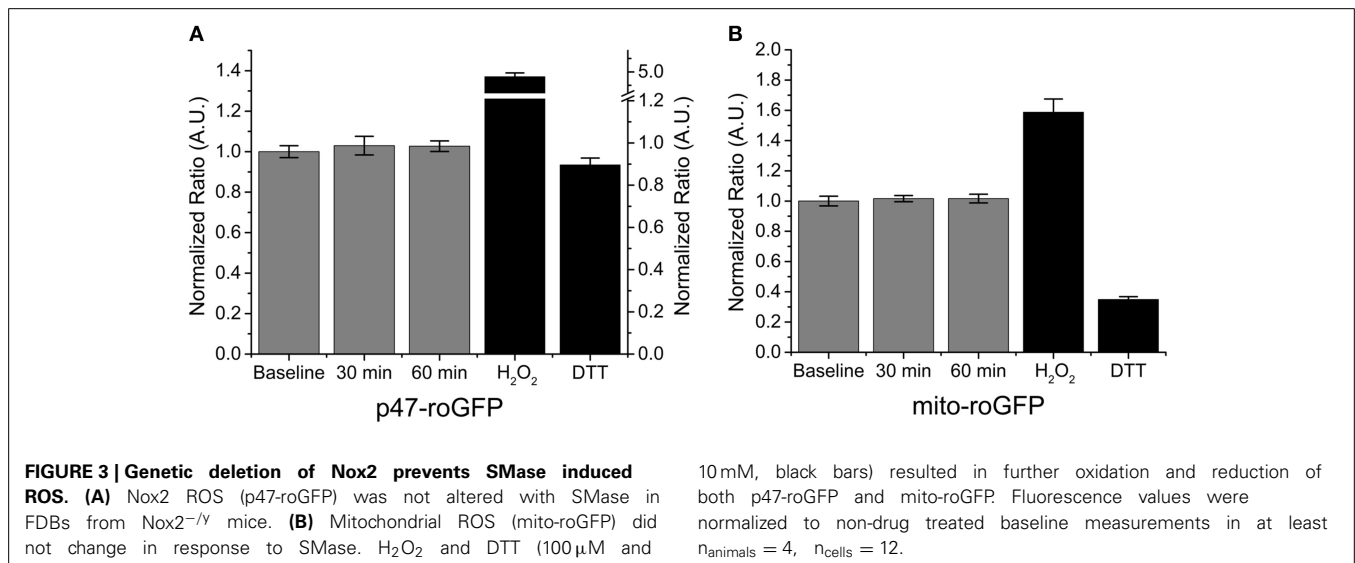 A
Normalized Ratio (A.U.)
1.4
1.2
1.0
0.8
0.6
0.4
0.2
0.0
5.0
1.2
1.0
0.8
0.6
0.4
0.2
0.0
Normalized Ratio (A.U.)
Baseline 30 min 60 min H₂O₂ DTT
p47-roGFP
B
Normalized Ratio (A.U.)
2.0
1.8
1.6
1.4
1.2
1.0
0.8
0.6
0.4
0.2
0.0
Baseline 30 min 60 min H₂O₂ DTT
mito-roGFP
FIGURE 3 | Genetic deletion of Nox2 prevents SMase induced
ROS. (A) Nox2 ROS (p47-roGFP) was not altered with SMase in
FDBs from Nox2⁻/ʸ mice. (B) Mitochondrial ROS (mito-roGFP) did
not change in response to SMase. H₂O₂ and DTT (100 μM and
10 mM, black bars) resulted in further oxidation and reduction of
both p47-roGFP and mito-roGFP. Fluorescence values were
normalized to non-drug treated baseline measurements in at least
nanimals = 4, ncells = 12.